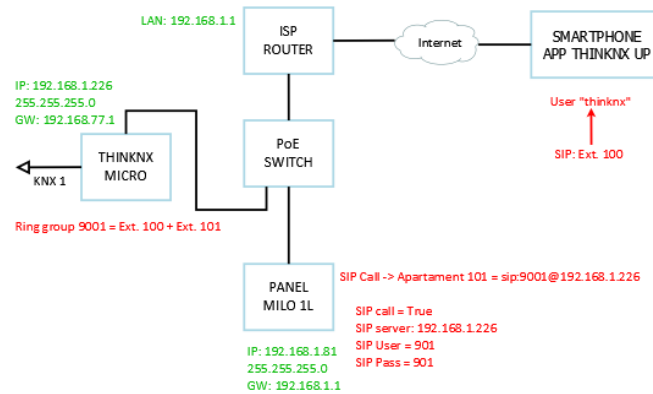 LAN: 192.168.1.1
ISP
ROUTER
Internet
SMARTPHONE
APP THINKNX UP
IP: 192.168.1.226
255.255.255.0
GW: 192.168.77.1
User "thinknx"
SIP: Ext. 100
THINKNX
MICRO
KNX 1
PoE
SWITCH
Ring group 9001 = Ext. 100 + Ext. 101
PANEL
MILO 1L
SIP Call -> Apartament 101 = sip:9001@192.168.1.226
SIP call = True
SIP server: 192.168.1.226
SIP User = 901
SIP Pass = 901
IP: 192.168.1.81
255.255.255.0
GW: 192.168.1.1